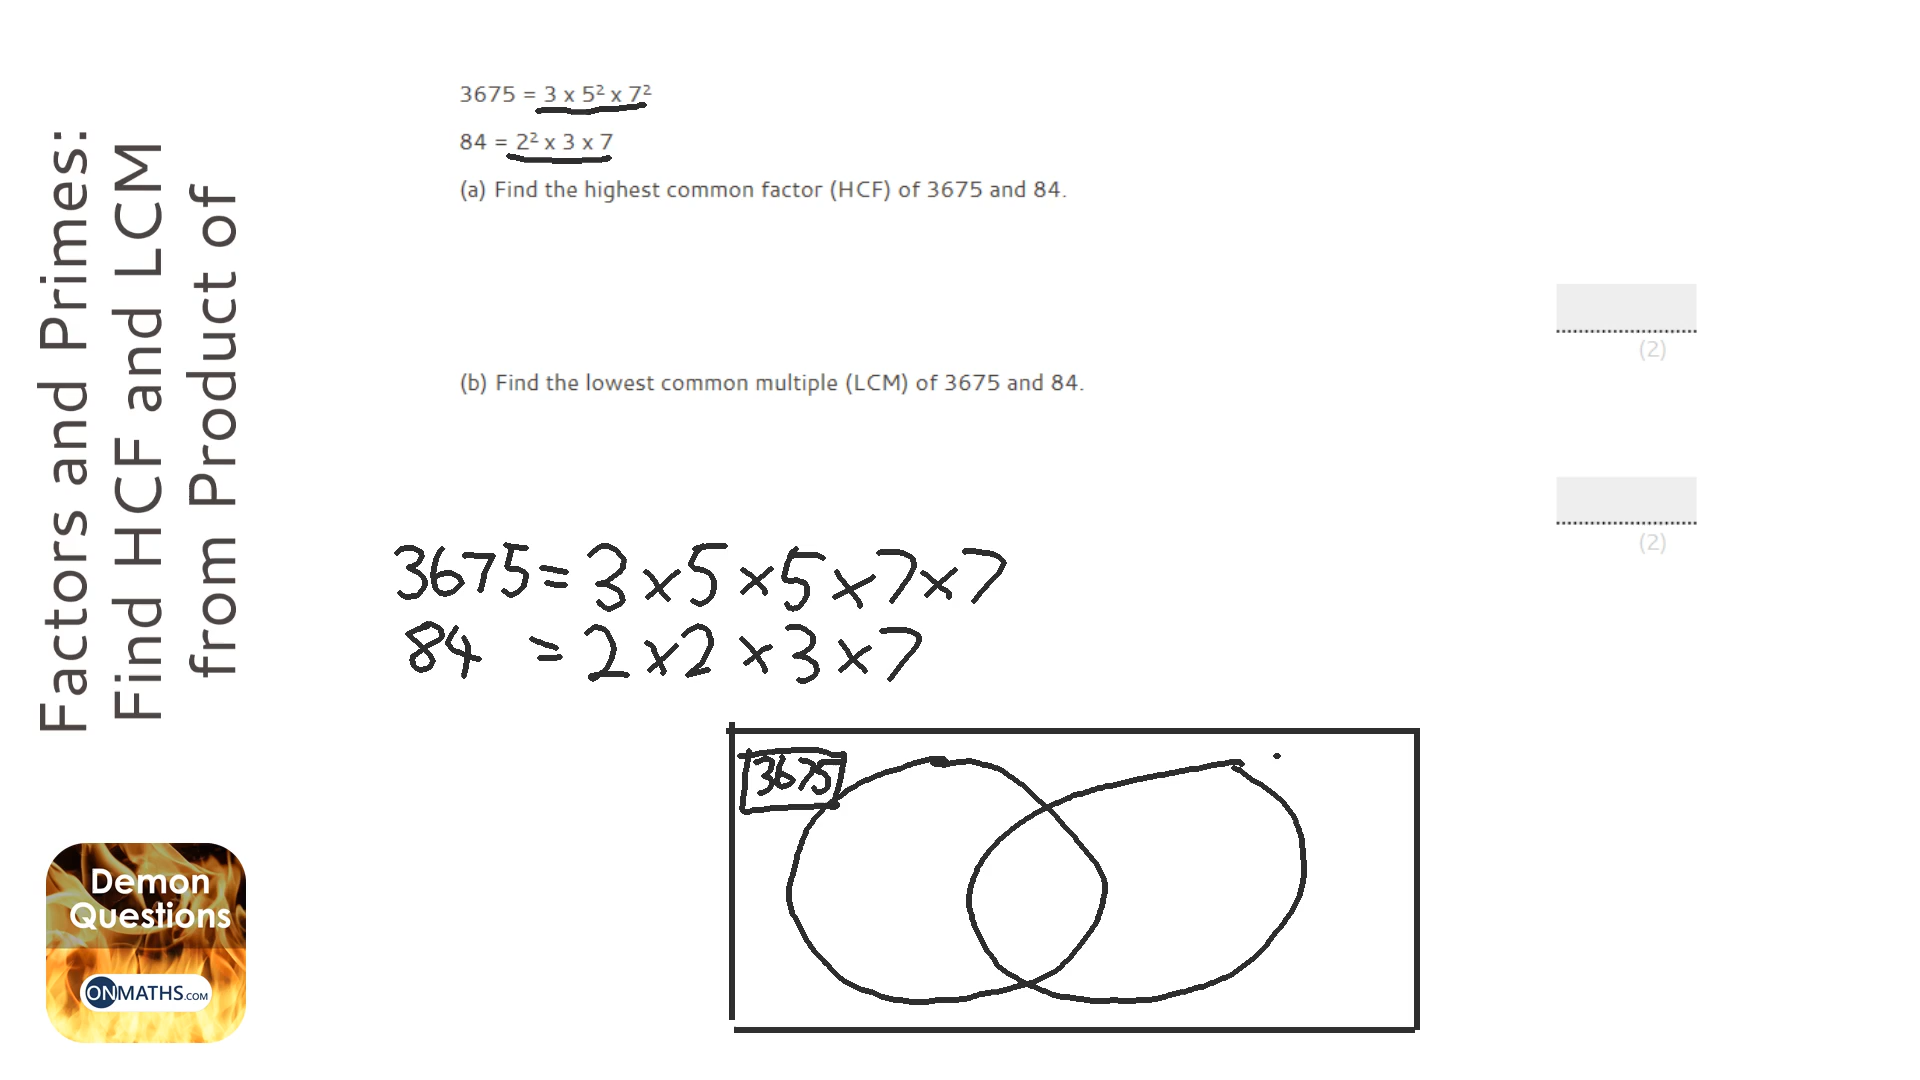 Factors and Primes:
Find HCF and LCM
from Product of
3675 = 3 x 5² x 7²
84 = 2² x 3 x 7
(a) Find the highest common factor (HCF) of 3675 and 84.
(2)
(b) Find the lowest common multiple (LCM) of 3675 and 84.
(2)
3675 = 3 x 5 x 5 x 7 x 7
84 = 2 x 2 x 3 x 7
3675
Demon
Questions
ONMATHS.COM